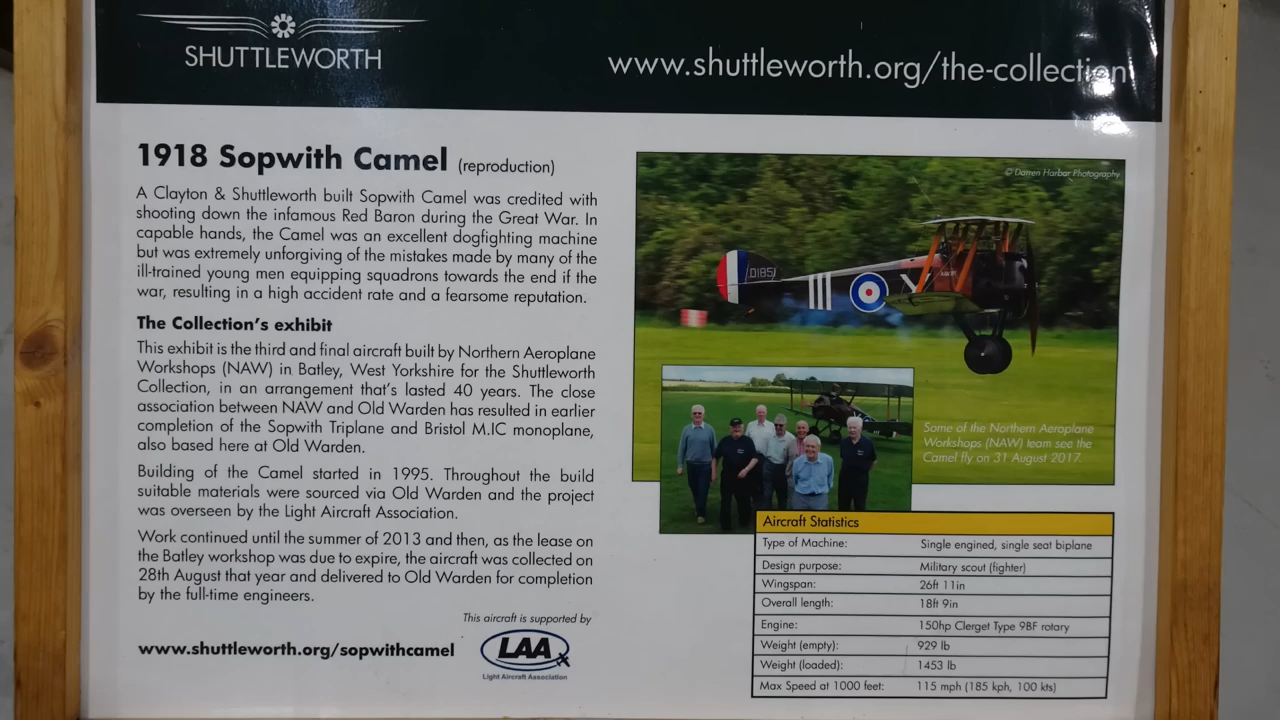 SHUTTLEWORTH
www.shuttleworth.org/the-collection
1918 Sopwith Camel (reproduction)
A Clayton & Shuttleworth built Sopwith Camel was credited with
shooting down the infamous Red Baron during the Great War. In
capable hands, the Camel was an excellent dogfighting machine
but was extremely unforgiving of the mistakes made by many of the
ill-trained young men equipping squadrons towards the end if the
war, resulting in a high accident rate and a fearsome reputation.
The Collection's exhibit
This exhibit is the third and final aircraft built by Northern Aeroplane
Workshops (NAW) in Batley, West Yorkshire for the Shuttleworth
Collection, in an arrangement that's lasted 40 years. The close
association between NAW and Old Warden has resulted in earlier
completion of the Sopwith Triplane and Bristol M.IC monoplane,
also based here at Old Warden.
Building of the Camel started in 1995. Throughout the build
suitable materials were sourced via Old Warden and the project
was overseen by the Light Aircraft Association.
Work continued until the summer of 2013 and then, as the lease on
the Batley workshop was due to expire, the aircraft was collected on
28th August that year and delivered to Old Warden for completion
by the full-time engineers.
This aircraft is supported by
www.shuttleworth.org/sopwithcamel
LAA
Light Aircraft Association
© Darren Harbar Photography
D1851
Some of the Northern Aeroplane
Workshops (NAW) team see the
Camel fly on 31 August 2017.
Aircraft Statistics
Type of Machine: Single engined, single seat biplane
Design purpose: Military scout (fighter)
Wingspan: 26ft 11in
Overall length: 18ft 9in
Engine: 150hp Clerget Type 9BF rotary
Weight (empty): 929 lb
Weight (loaded): 1453 lb
Max Speed at 1000 feet: 115 mph (185 kph, 100 kts)